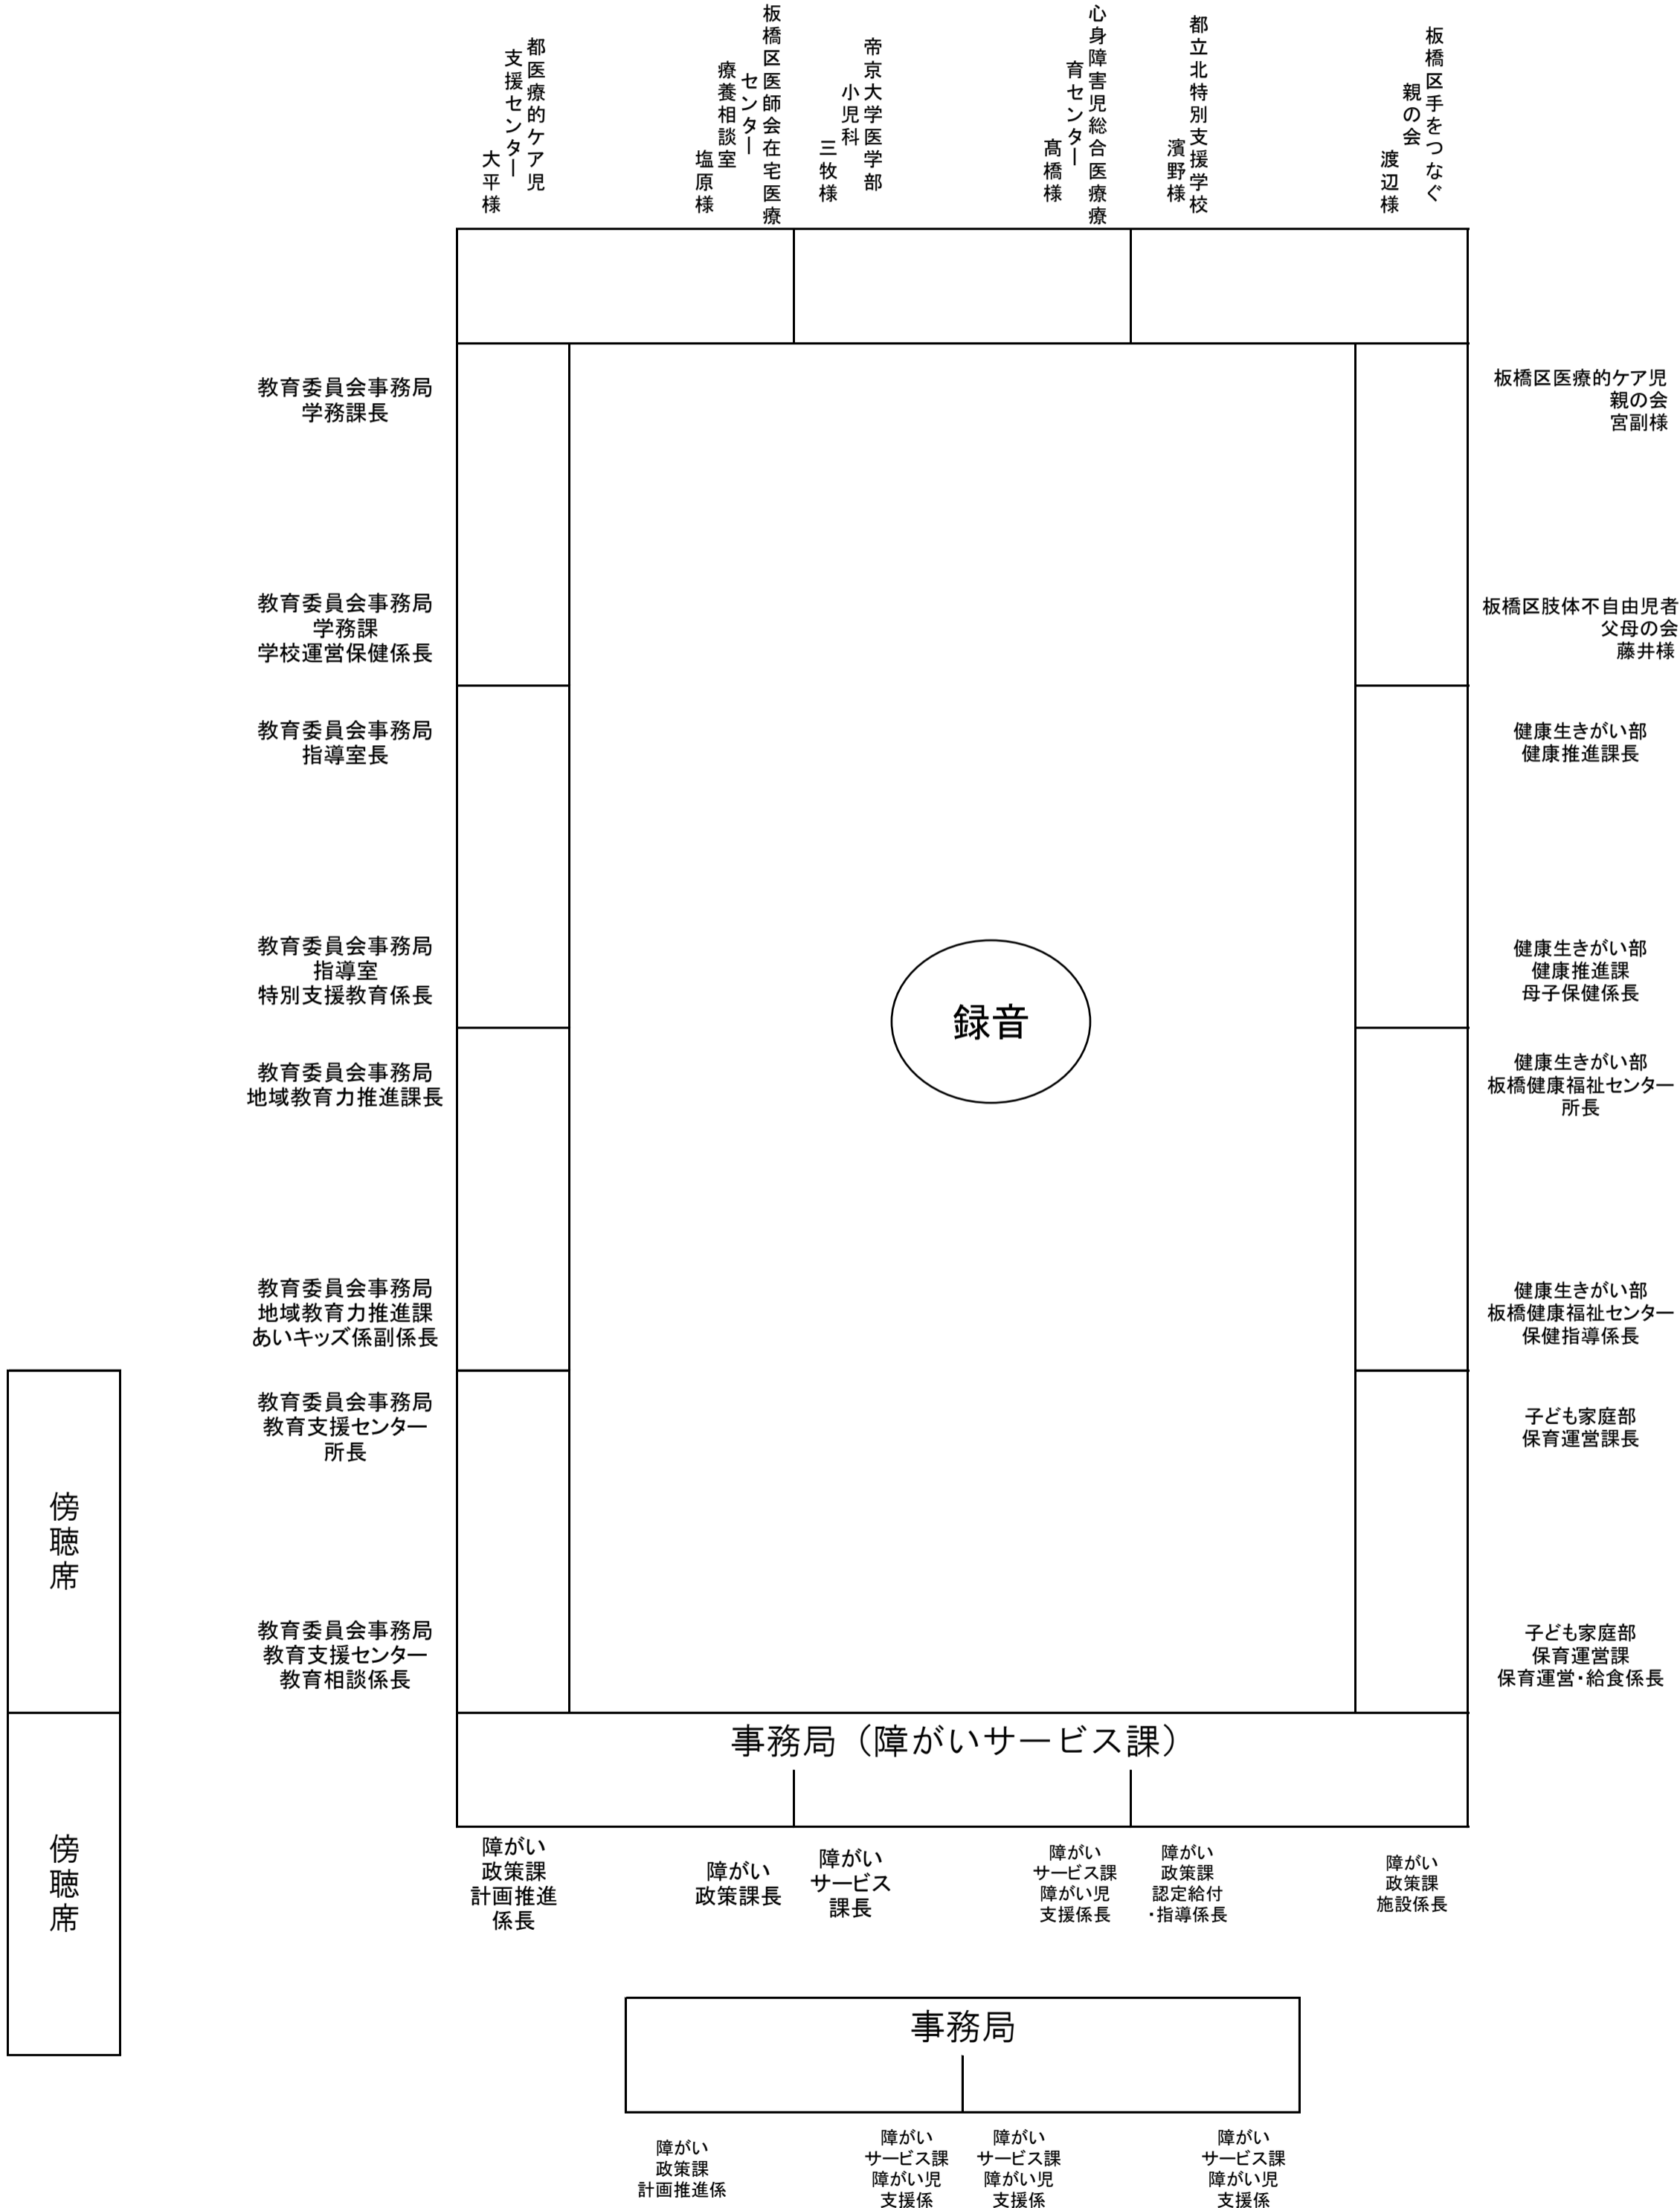 都医療的ケア児
支援センター
大平様
板橋区医師会在宅医療
センター
療養相談室
塩原様
帝京大学医学部
小児科
三牧様
心身障害児総合医療療
育センター
髙橋様
都立北特別支援学校
濱野様
板橋区手をつなぐ
親の会
渡辺様
教育委員会事務局
学務課長
教育委員会事務局
学務課
学校運営保健係長
教育委員会事務局
指導室長
教育委員会事務局
指導室
特別支援教育係長
教育委員会事務局
地域教育力推進課長
教育委員会事務局
地域教育力推進課
あいキッズ係副係長
教育委員会事務局
教育支援センター
所長
教育委員会事務局
教育支援センター
教育相談係長
録音
板橋区医療的ケア児
親の会
宮副様
板橋区肢体不自由児者
父母の会
藤井様
健康生きがい部
健康推進課長
健康生きがい部
健康推進課
母子保健係長
健康生きがい部
板橋健康福祉センター
所長
健康生きがい部
板橋健康福祉センター
保健指導係長
子ども家庭部
保育運営課長
子ども家庭部
保育運営課
保育運営・給食係長
傍聴席
傍聴席
事務局（障がいサービス課）
障がい
政策課
計画推進
係長
障がい
政策課長
障がい
サービス
課長
障がい
サービス課
障がい児
支援係長
障がい
政策課
認定給付
・指導係長
障がい
政策課
施設係長
事務局
障がい
政策課
計画推進係
障がい
サービス課
障がい児
支援係
障がい
サービス課
障がい児
支援係
障がい
サービス課
障がい児
支援係